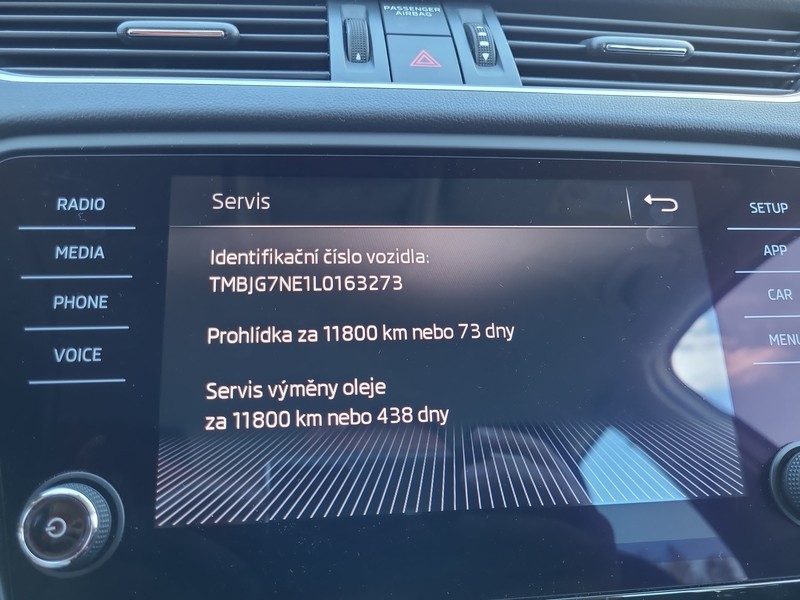 PASSENGER
AIRBAG
RADIO
MEDIA
PHONE
VOICE
Servis
Identifikační číslo vozidla:
TMBJG7NE1L0163273
Prohlídka za 11800 km nebo 73 dny
Servis výměny oleje
za 11800 km nebo 438 dny
SETUP
APP
CAR
MENU